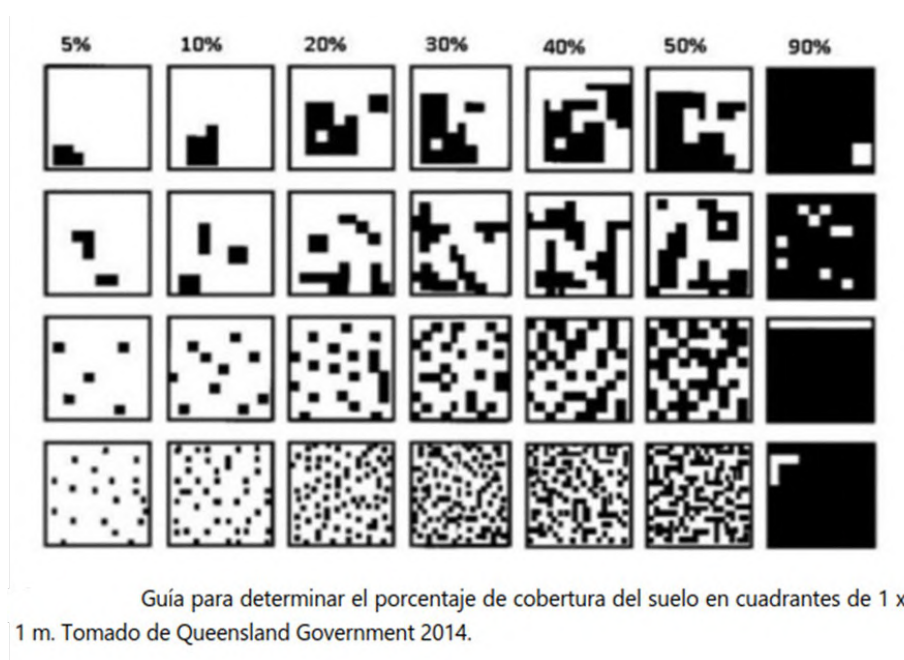 5% 10% 20% 30% 40% 50% 90%
Guía para determinar el porcentaje de cobertura del suelo en cuadrantes de 1 x
1 m. Tomado de Queensland Government 2014.